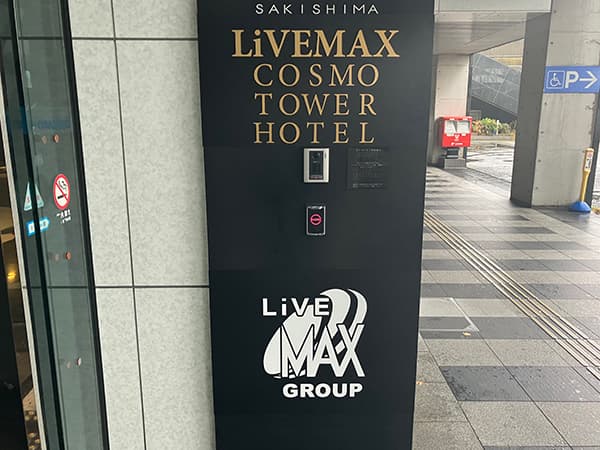 SAKISHIMA
LiVEMAX
COSMO
TOWER
HOTEL
LiVE
MAX
GROUP
P→